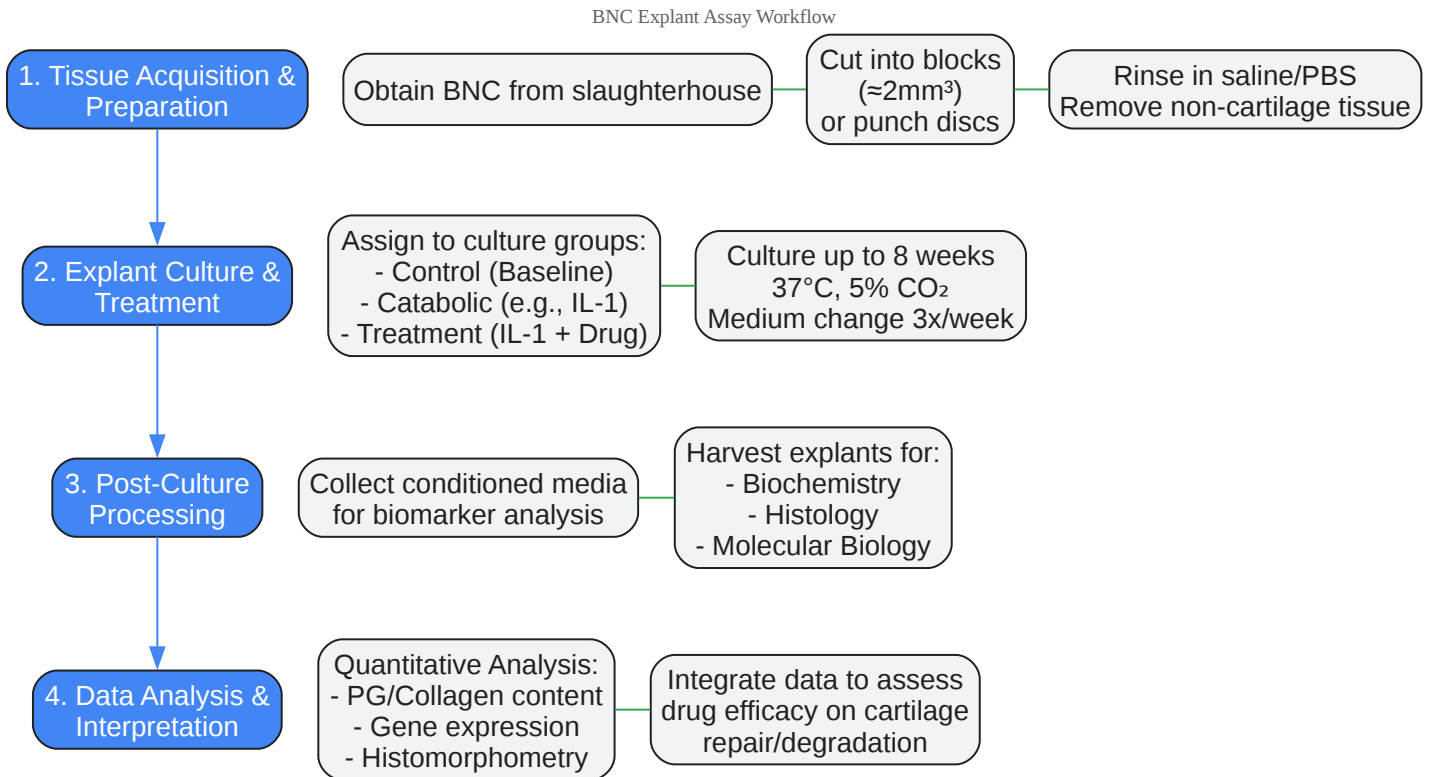 BNC Explant Assay Workflow
1. Tissue Acquisition &
Preparation
Obtain BNC from slaughterhouse
Cut into blocks
(≈2mm³)
or punch discs
Rinse in saline/PBS
Remove non-cartilage tissue
2. Explant Culture &
Treatment
Assign to culture groups:
- Control (Baseline)
- Catabolic (e.g., IL-1)
- Treatment (IL-1 + Drug)
Culture up to 8 weeks
37°C, 5% CO₂
Medium change 3x/week
3. Post-Culture
Processing
Collect conditioned media
for biomarker analysis
Harvest explants for:
- Biochemistry
- Histology
- Molecular Biology
4. Data Analysis &
Interpretation
Quantitative Analysis:
- PG/Collagen content
- Gene expression
- Histomorphometry
Integrate data to assess
drug efficacy on cartilage
repair/degradation